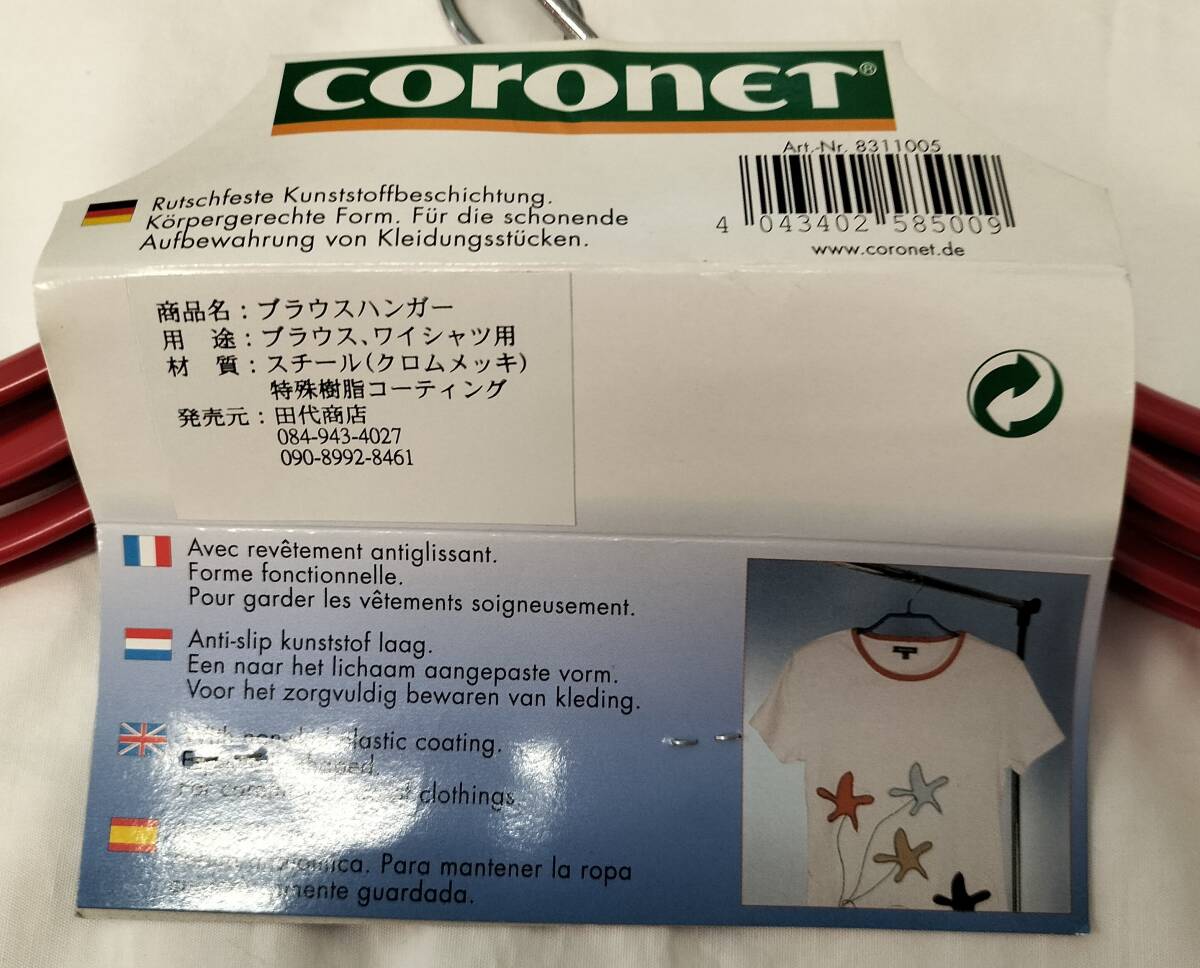 CORONET®
Art.-Nr. 8311005
4 043402 585009
www.coronet.de
Rutschfeste Kunststoffbeschichtung.
Körpergerechte Form. Für die schonende
Aufbewahrung von Kleidungsstücken.
商品名：ブラウスハンガー
用　途：ブラウス、ワイシャツ用
材　質：スチール（クロムメッキ）
特殊樹脂コーティング
発売元：田代商店
084-943-4027
090-8992-8461
Avec revêtement antiglissant.
Forme fonctionnelle.
Pour garder les vêtements soigneusement.
Anti-slip kunststof laag.
Een naar het lichaam aangepaste vorm.
Voor het zorgvuldig bewaren van kleding.
coating.
clothings.
Para mantener la ropa
guardada.